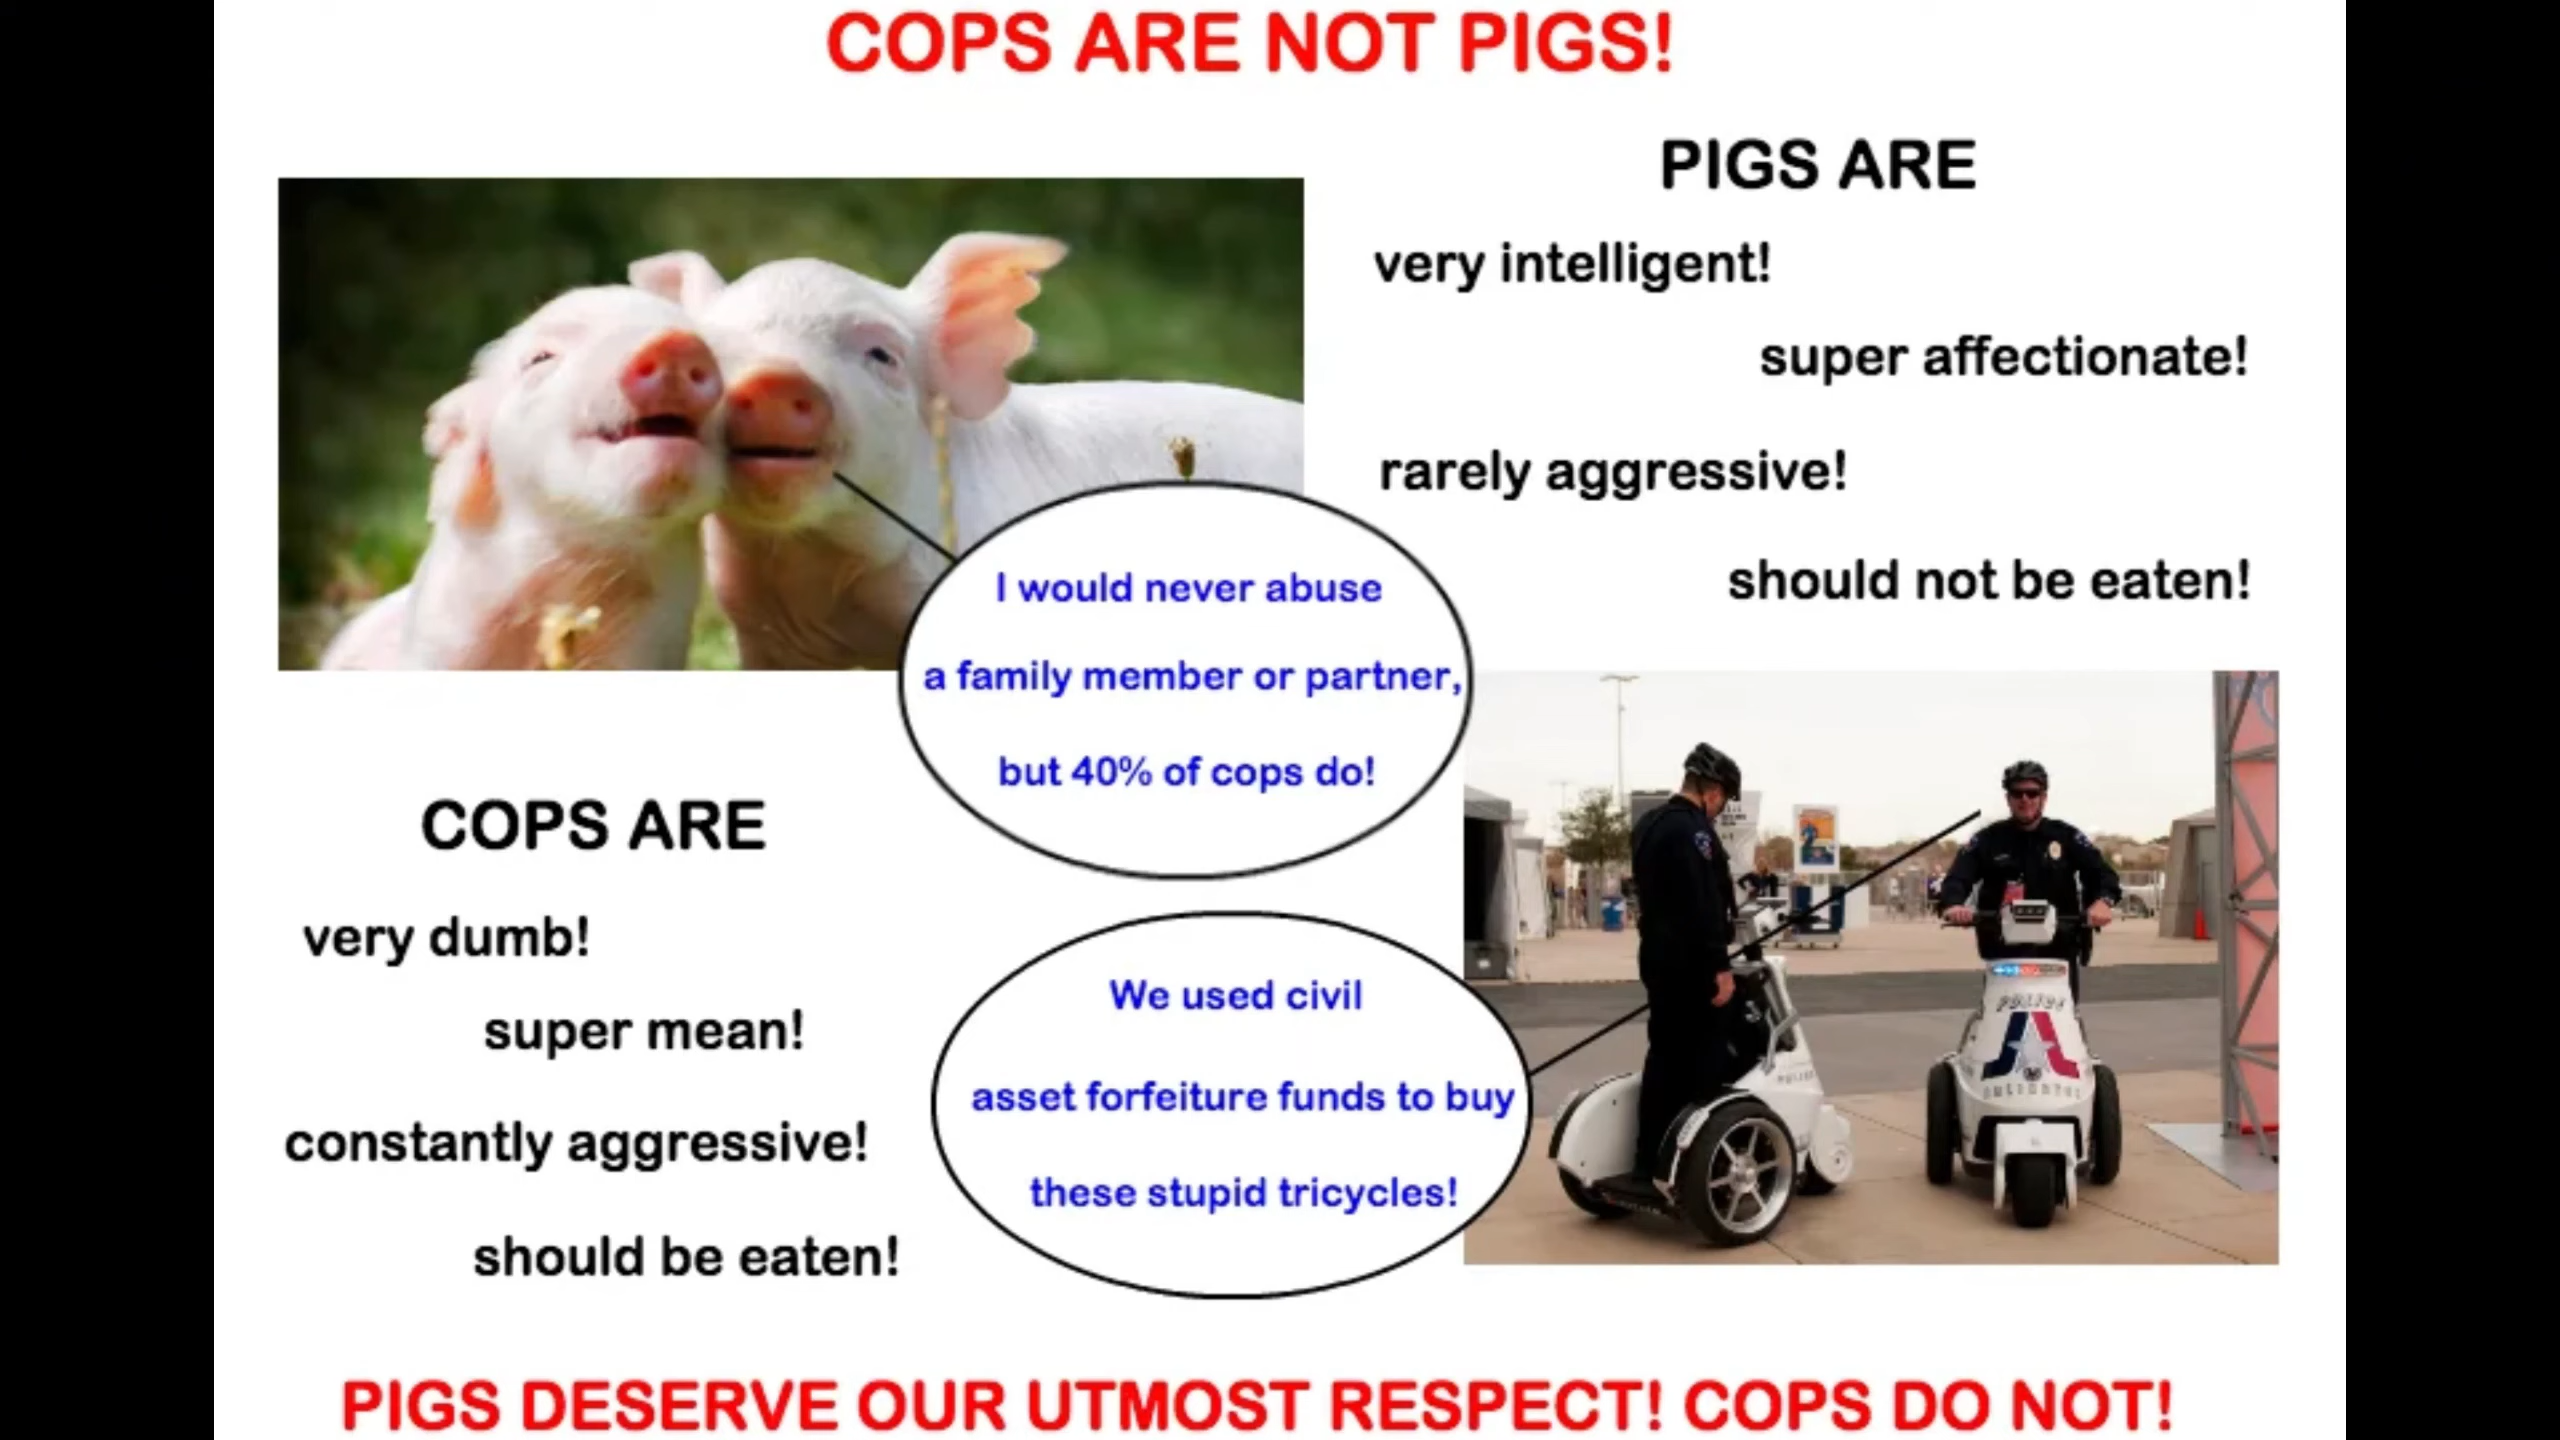 COPS ARE NOT PIGS!
PIGS ARE
very intelligent!
super affectionate!
rarely aggressive!
should not be eaten!
I would never abuse
a family member or partner,
but 40% of cops do!
COPS ARE
very dumb!
super mean!
constantly aggressive!
should be eaten!
We used civil
asset forfeiture funds to buy
these stupid tricycles!
POLICE
PIGS DESERVE OUR UTMOST RESPECT! COPS DO NOT!